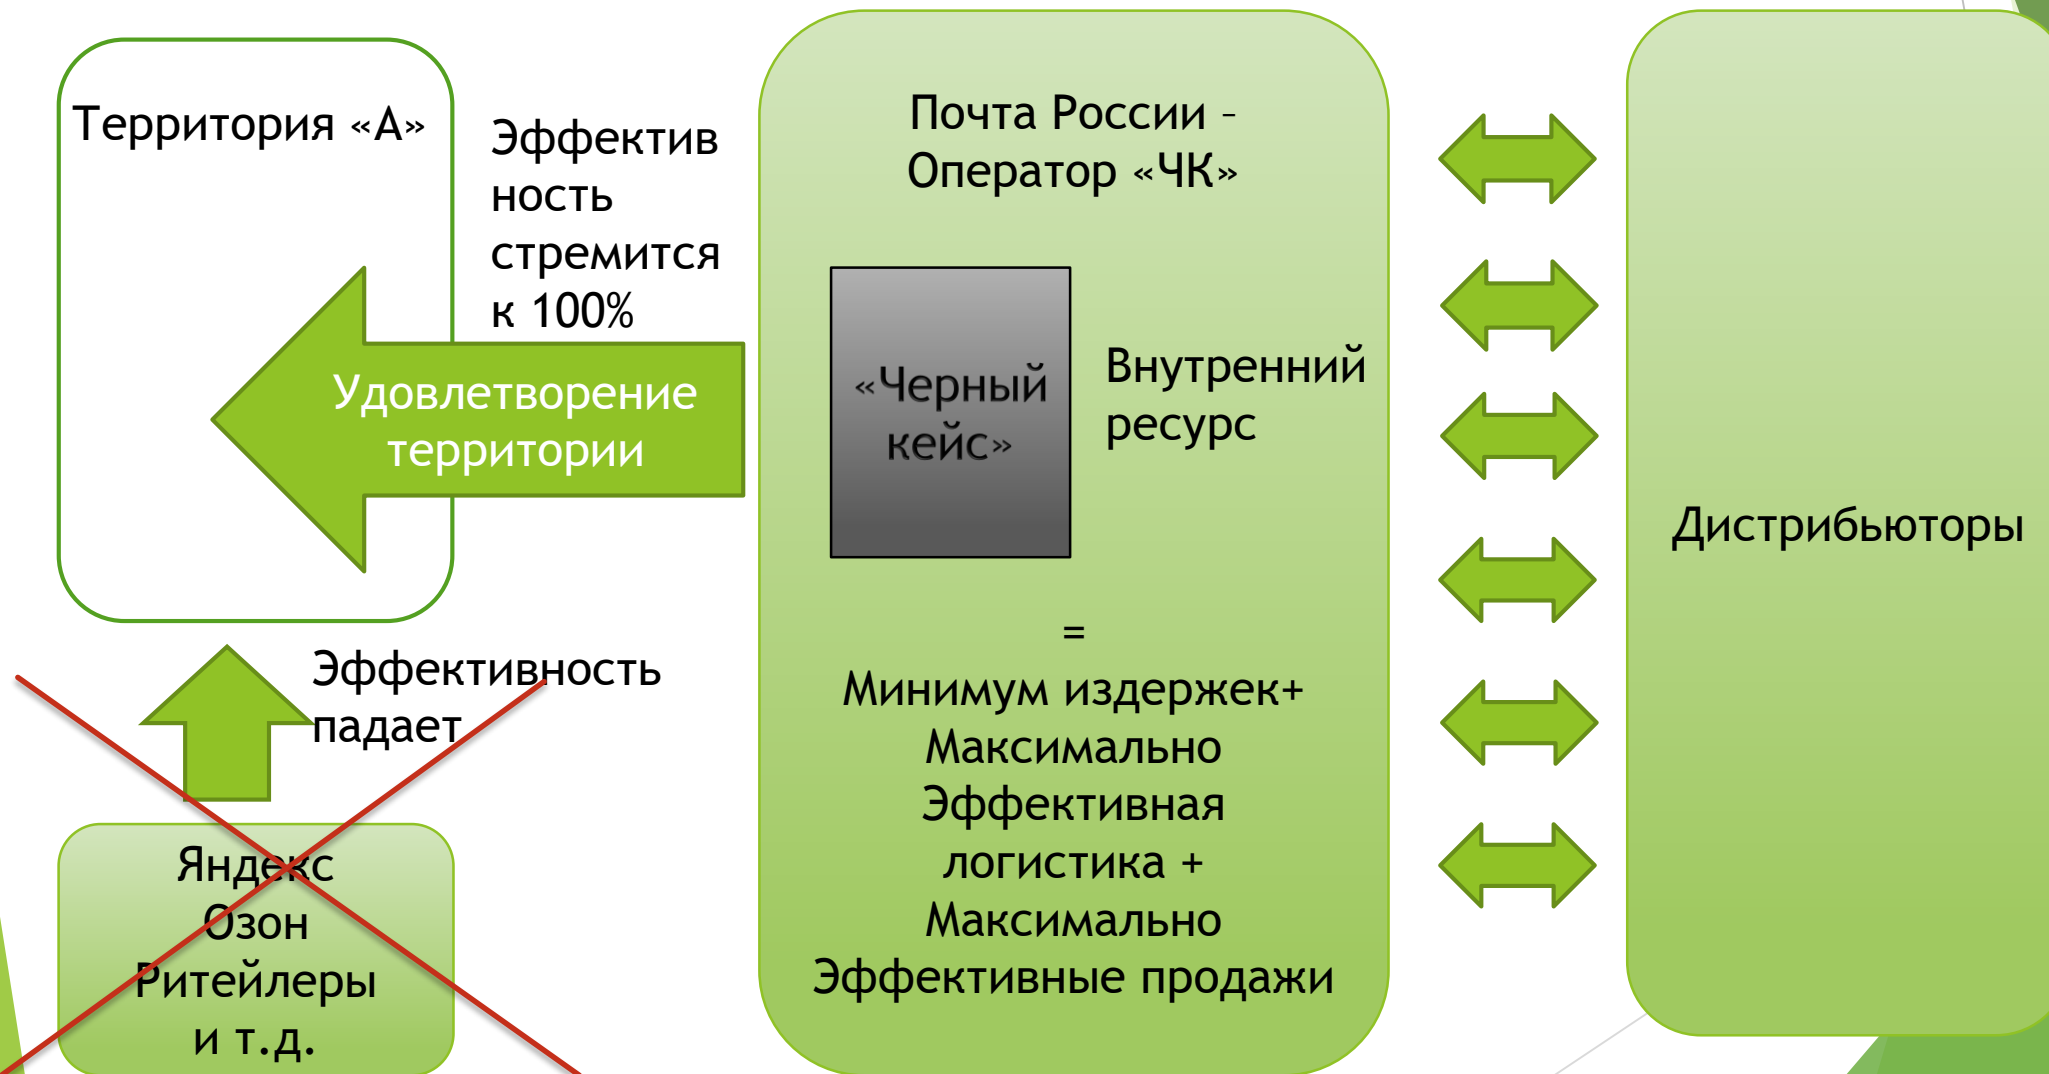 Территория «А»
Эффектив
ность
стремится
к 100%
Удовлетворение
территории
Эффективность
падает
Яндекс
Озон
Ритейлеры
и т.д.
Почта России –
Оператор «ЧК»
«Черный
кейс»
Внутренний
ресурс
=
Минимум издержек+
Максимально
Эффективная
логистика +
Максимально
Эффективные продажи
Дистрибьюторы